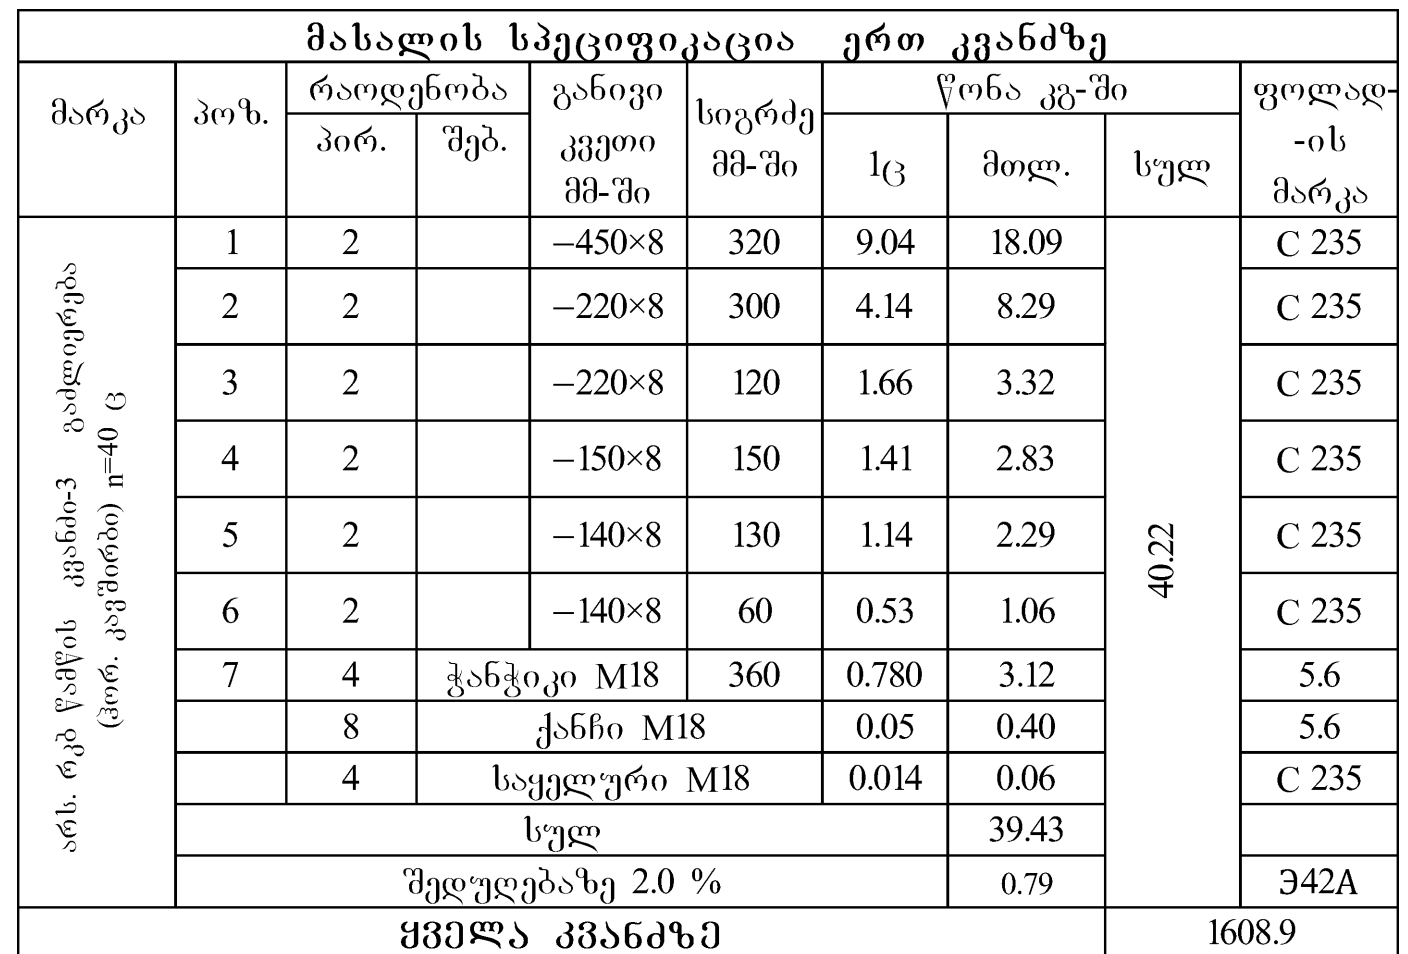 მასალის სპეციფიკაცია ერთ კვანძზე
მარკა პოზ. რაოდენობა განივი კვეთი მმ-ში სიგრძე მმ-ში წონა კგ-ში ფოლად-
-ის მარკა
პირ. შებ. 1ც მთლ. სულ
არს. რკბ წამწის კვანძი-3 გაძლიერება
(ჰორ. კავშირბი) n=40 ც
1 2 –450×8 320 9.04 18.09 C 235
2 2 –220×8 300 4.14 8.29 C 235
3 2 –220×8 120 1.66 3.32 C 235
4 2 –150×8 150 1.41 2.83 C 235
5 2 –140×8 130 1.14 2.29 C 235
40.22
6 2 –140×8 60 0.53 1.06 C 235
7 4 ჭანჭიკი M18 360 0.780 3.12 5.6
8 ქანჩი M18 0.05 0.40 5.6
4 საყელური M18 0.014 0.06 C 235
სულ 39.43
შედუღებაზე 2.0 % 0.79 Э42A
ყველა კვანძზე 1608.9